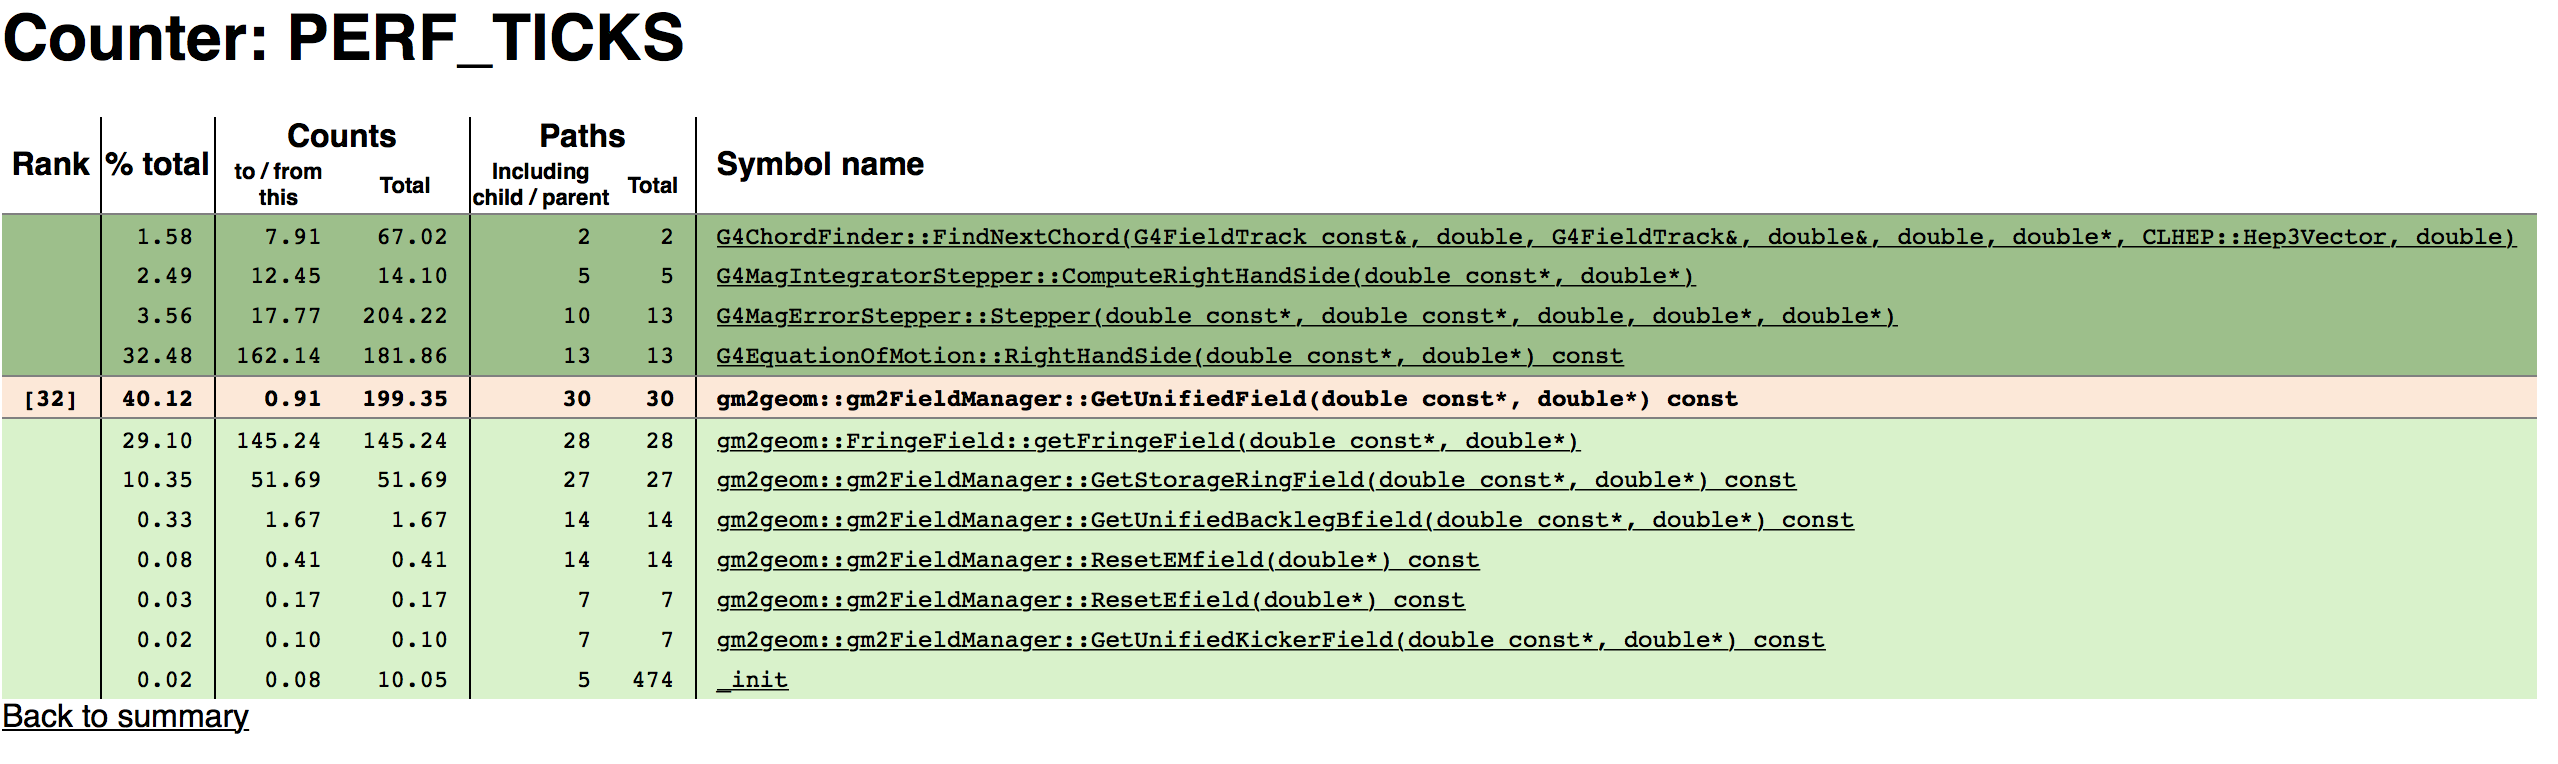 Counter: PERF_TICKS
Rank % total Counts Paths Symbol name
to / from this Total Including child / parent Total
1.58 7.91 67.02 2 2 G4ChordFinder::FindNextChord(G4FieldTrack const&, double, G4FieldTrack&, double&, double, double*, CLHEP::Hep3Vector, double)
2.49 12.45 14.10 5 5 G4MagIntegratorStepper::ComputeRightHandSide(double const*, double*)
3.56 17.77 204.22 10 13 G4MagErrorStepper::Stepper(double const*, double const*, double, double*, double*)
32.48 162.14 181.86 13 13 G4EquationOfMotion::RightHandSide(double const*, double*) const
[32] 40.12 0.91 199.35 30 30 gm2geom::gm2FieldManager::GetUnifiedField(double const*, double*) const
29.10 145.24 145.24 28 28 gm2geom::FringeField::getFringeField(double const*, double*)
10.35 51.69 51.69 27 27 gm2geom::gm2FieldManager::GetStorageRingField(double const*, double*) const
0.33 1.67 1.67 14 14 gm2geom::gm2FieldManager::GetUnifiedBacklegBfield(double const*, double*) const
0.08 0.41 0.41 14 14 gm2geom::gm2FieldManager::ResetEMfield(double*) const
0.03 0.17 0.17 7 7 gm2geom::gm2FieldManager::ResetEfield(double*) const
0.02 0.10 0.10 7 7 gm2geom::gm2FieldManager::GetUnifiedKickerField(double const*, double*) const
0.02 0.08 10.05 5 474 _init
Back to summary